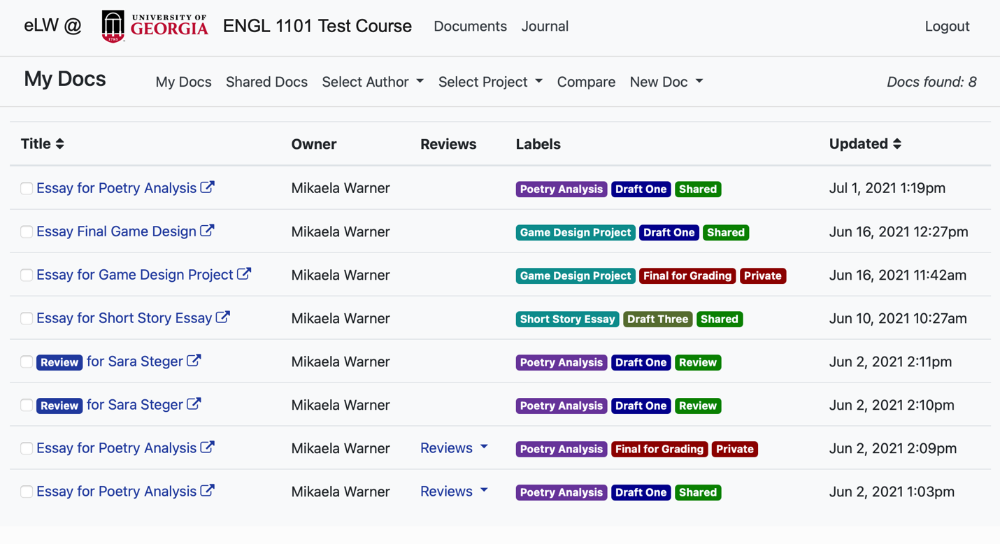 eLW @ UNIVERSITY OF GEORGIA 1785 ENGL 1101 Test Course Documents Journal Logout
My Docs My Docs Shared Docs Select Author Select Project Compare New Doc Docs found: 8
Title Owner Reviews Labels Updated
Essay for Poetry Analysis Mikaela Warner Poetry Analysis Draft One Shared Jul 1, 2021 1:19pm
Essay Final Game Design Mikaela Warner Game Design Project Draft One Shared Jun 16, 2021 12:27pm
Essay for Game Design Project Mikaela Warner Game Design Project Final for Grading Private Jun 16, 2021 11:42am
Essay for Short Story Essay Mikaela Warner Short Story Essay Draft Three Shared Jun 10, 2021 10:27am
Review for Sara Steger Mikaela Warner Poetry Analysis Draft One Review Jun 2, 2021 2:11pm
Review for Sara Steger Mikaela Warner Poetry Analysis Draft One Review Jun 2, 2021 2:10pm
Essay for Poetry Analysis Mikaela Warner Reviews Poetry Analysis Final for Grading Private Jun 2, 2021 2:09pm
Essay for Poetry Analysis Mikaela Warner Reviews Poetry Analysis Draft One Shared Jun 2, 2021 1:03pm